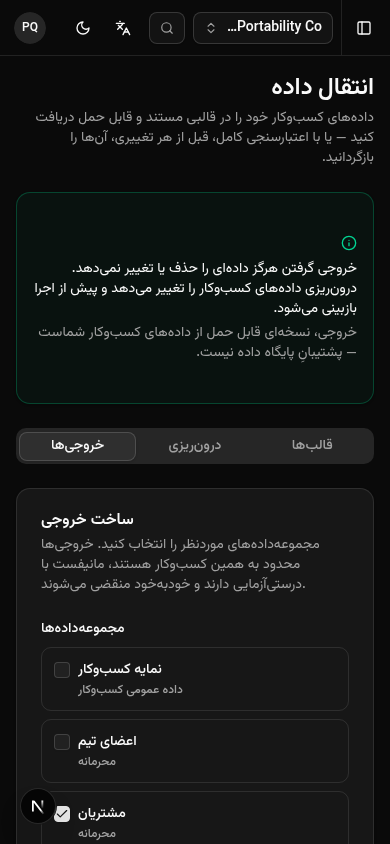 Portability Co...
PQ
انتقال داده
داده‌های کسب‌وکار خود را در قالبی مستند و قابل حمل دریافت
کنید — یا با اعتبارسنجی کامل، قبل از هر تغییری، آن‌ها را
بازگردانید.
خروجی گرفتن هرگز داده‌ای را حذف یا تغییر نمی‌دهد.
درون‌ریزی داده‌های کسب‌وکار را تغییر می‌دهد و پیش از اجرا
بازبینی می‌شود.
خروجی، نسخه‌ای قابل حمل از داده‌های کسب‌وکار شماست
— پشتیبانِ پایگاه داده نیست.
خروجی‌ها
درون‌ریزی
قالب‌ها
ساخت خروجی
مجموعه‌داده‌های موردنظر را انتخاب کنید. خروجی‌ها
محدود به همین کسب‌وکار هستند، مانیفست با
درستی‌آزمایی دارند و خودبه‌خود منقضی می‌شوند.
مجموعه‌داده‌ها
نمایه کسب‌وکار
داده عمومی کسب‌وکار
اعضای تیم
محرمانه
مشتریان
محرمانه
N